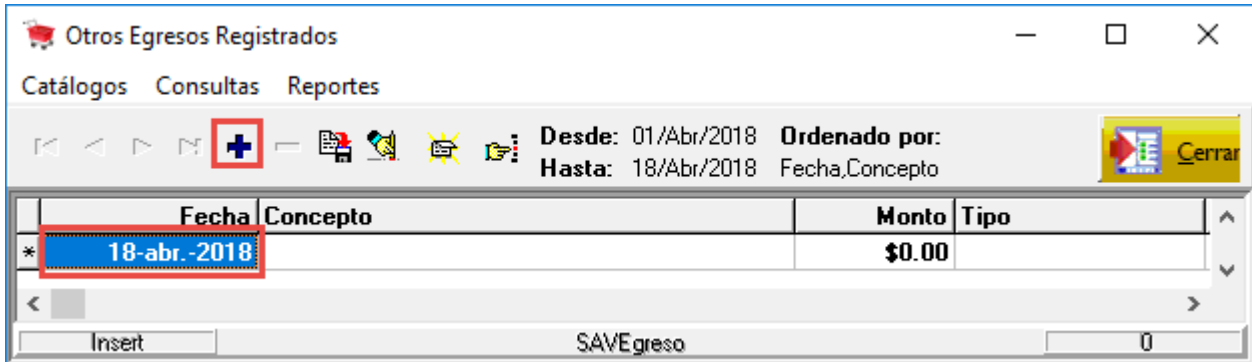 Otros Egresos Registrados
Catálogos Consultas Reportes
Desde: 01/Abr/2018 Ordenado por:
Hasta: 18/Abr/2018 Fecha,Concepto
Cerrar
Fecha Concepto Monto Tipo
* 18-abr.-2018 $0.00
Insert SAVEgreso 0